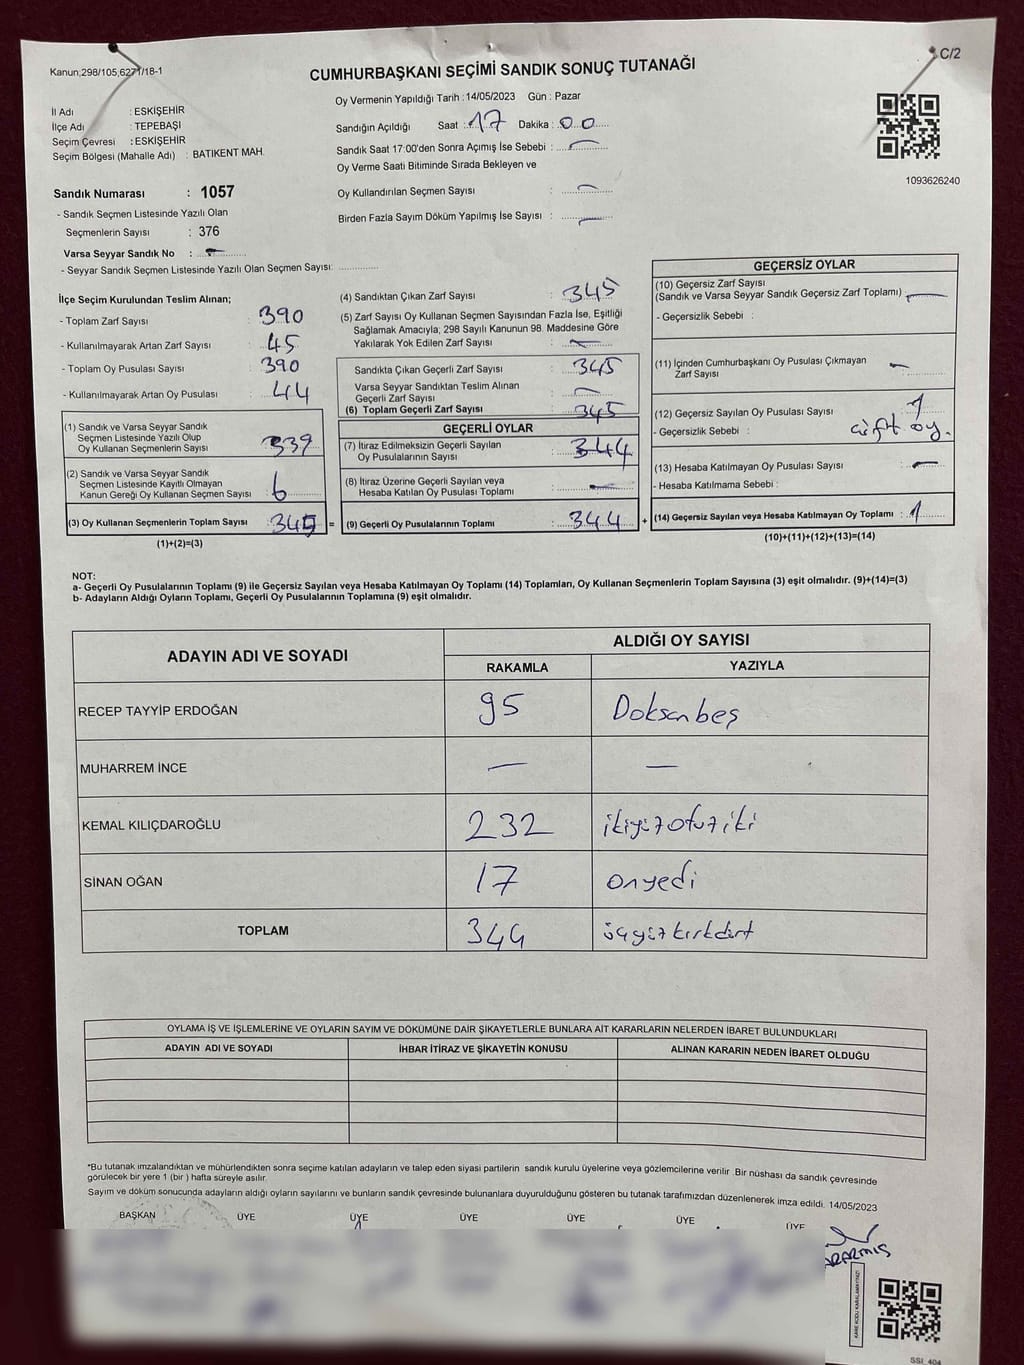 Kanun;298/105,627/1/18-1
C/2
CUMHURBAŞKANI SEÇİMİ SANDIK SONUÇ TUTANAĞI
İl Adı : ESKİŞEHİR
İlçe Adı : TEPEBAŞI
Seçim Çevresi : ESKİŞEHİR
Seçim Bölgesi (Mahalle Adı) : BATIKENT MAH.
Oy Vermenin Yapıldığı Tarih : 14/05/2023 Gün : Pazar
Sandığın Açıldığı Saat : 17 Dakika : 00
Sandık Saat 17:00'den Sonra Açımış İse Sebebi : —
Oy Verme Saati Bitiminde Sırada Bekleyen ve
Oy Kullandırılan Seçmen Sayısı : —
Birden Fazla Sayım Döküm Yapılmış İse Sayısı : —
1093626240
Sandık Numarası : 1057
- Sandık Seçmen Listesinde Yazılı Olan
Seçmenlerin Sayısı : 376
Varsa Seyyar Sandık No : —
- Seyyar Sandık Seçmen Listesinde Yazılı Olan Seçmen Sayısı: ..............
İlçe Seçim Kurulundan Teslim Alınan;
- Toplam Zarf Sayısı : 390
- Kullanılmayarak Artan Zarf Sayısı : 45
- Toplam Oy Pusulası Sayısı : 390
- Kullanılmayarak Artan Oy Pusulası : 44
(1) Sandık ve Varsa Seyyar Sandık
Seçmen Listesinde Yazılı Olup
Oy Kullanan Seçmenlerin Sayısı : 339
(2) Sandık ve Varsa Seyyar Sandık
Seçmen Listesinde Kayıtlı Olmayan
Kanun Gereği Oy Kullanan Seçmen Sayısı : 6
(3) Oy Kullanan Seçmenlerin Toplam Sayısı : 345 =
(1)+(2)=(3)
(4) Sandıktan Çıkan Zarf Sayısı : 345
(5) Zarf Sayısı Oy Kullanan Seçmen Sayısından Fazla İse, Eşitliği
Sağlamak Amacıyla; 298 Sayılı Kanunun 98. Maddesine Göre
Yakılarak Yok Edilen Zarf Sayısı : —
Sandıkta Çıkan Geçerli Zarf Sayısı : 345
Varsa Seyyar Sandıktan Teslim Alınan
Geçerli Zarf Sayısı : —
(6) Toplam Geçerli Zarf Sayısı : 345
GEÇERLİ OYLAR
(7) İtiraz Edilmeksizin Geçerli Sayılan
Oy Pusulalarının Sayısı : 344
(8) İtiraz Üzerine Geçerli Sayılan veya
Hesaba Katılan Oy Pusulası Toplamı : —
(9) Geçerli Oy Pusulalarının Toplamı : 344 +
GEÇERSİZ OYLAR
(10) Geçersiz Zarf Sayısı
(Sandık ve Varsa Seyyar Sandık Geçersiz Zarf Toplamı) : —
- Geçersizlik Sebebi :
(11) İçinden Cumhurbaşkanı Oy Pusulası Çıkmayan
Zarf Sayısı : —
(12) Geçersiz Sayılan Oy Pusulası Sayısı : 1
- Geçersizlik Sebebi : çift oy.
(13) Hesaba Katılmayan Oy Pusulası Sayısı : —
- Hesaba Katılmama Sebebi :
(14) Geçersiz Sayılan veya Hesaba Katılmayan Oy Toplamı : 1
(10)+(11)+(12)+(13)=(14)
NOT:
a- Geçerli Oy Pusulalarının Toplamı (9) ile Geçersiz Sayılan veya Hesaba Katılmayan Oy Toplamı (14) Toplamları, Oy Kullanan Seçmenlerin Toplam Sayısına (3) eşit olmalıdır. (9)+(14)=(3)
b- Adayların Aldığı Oyların Toplamı, Geçerli Oy Pusulalarının Toplamına (9) eşit olmalıdır.
ADAYIN ADI VE SOYADI
ALDIĞI OY SAYISI
RAKAMLA YAZIYLA
RECEP TAYYİP ERDOĞAN 95 Doksanbeş
MUHARREM İNCE — —
KEMAL KILIÇDAROĞLU 232 ikiyüzotuziki
SİNAN OĞAN 17 onyedi
TOPLAM 344 üçyüzkırkdört
OYLAMA İŞ VE İŞLEMLERİNE VE OYLARIN SAYIM VE DÖKÜMÜNE DAİR ŞİKAYETLERLE BUNLARA AİT KARARLARIN NELERDEN İBARET BULUNDUKLARI
ADAYIN ADI VE SOYADI İHBAR İTİRAZ VE ŞİKAYETİN KONUSU ALINAN KARARIN NEDEN İBARET OLDUĞU
*Bu tutanak imzalandıktan ve mühürlendikten sonra seçime katılan adayların ve talep eden siyasi partilerin sandık kurulu üyelerine veya gözlemcilerine verilir .Bir nüshası da sandık çevresinde
görülecek bir yere 1 (bir ) hafta süreyle asılır.
Sayım ve döküm sonucunda adayların aldığı oyların sayılarını ve bunların sandık çevresinde bulunanlara duyurulduğunu gösteren bu tutanak tarafımızdan düzenlenerek imza edildi. 14/05/2023
BAŞKAN ÜYE ÜYE ÜYE ÜYE ÜYE ÜYE
KARE KODU KARALAMAYINIZ!
SSI_404